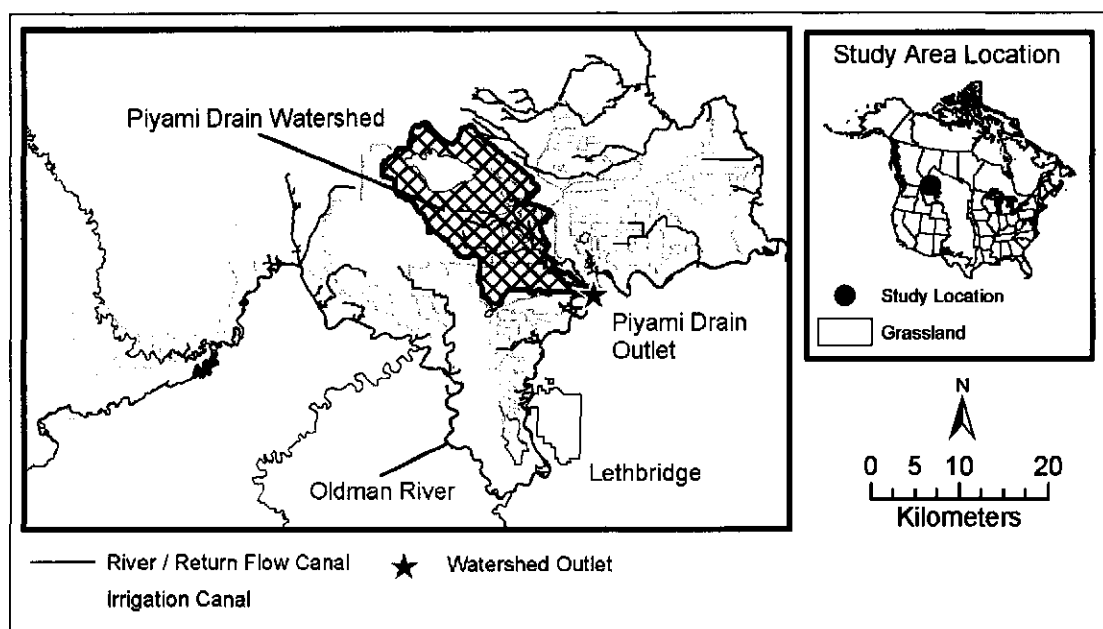 Piyami Drain Watershed
Piyami Drain
Outlet
Oldman River
Lethbridge
Study Area Location
Study Location
Grassland
N
0 5 10 20
Kilometers
River / Return Flow Canal
Watershed Outlet
Irrigation Canal